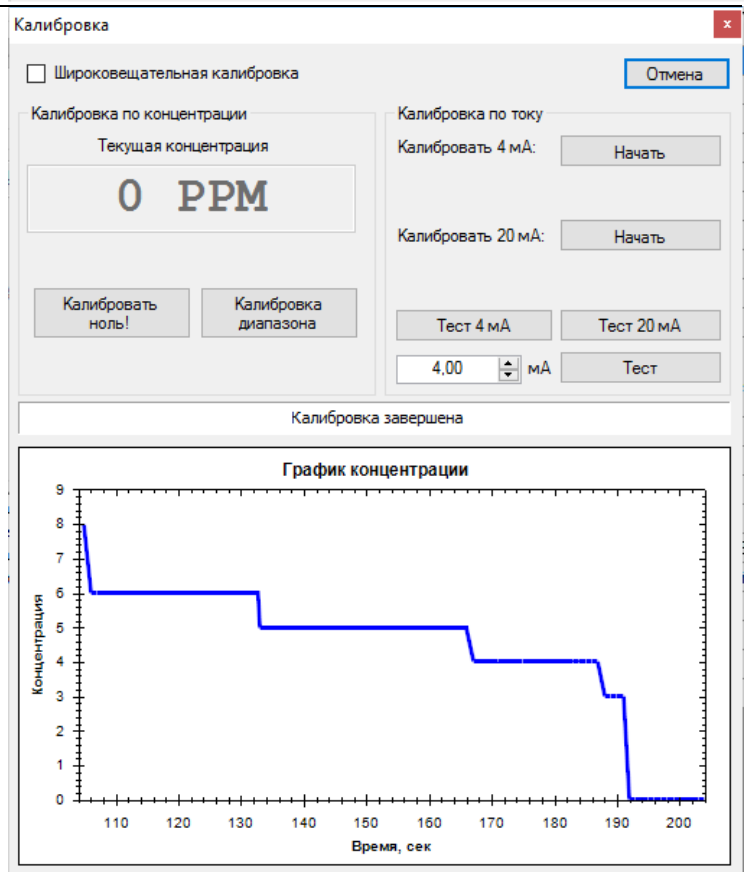 Калибровка
x
Широковещательная калибровка
Отмена
Калибровка по концентрации
Текущая концентрация
0 PPM
Калибровать
ноль!
Калибровка
диапазона
Калибровка по току
Калибровать 4 мА:
Начать
Калибровать 20 мА:
Начать
Тест 4 мА
Тест 20 мА
4,00
мА
Тест
Калибровка завершена
График концентрации
Концентрация
9
8
7
6
5
4
3
2
1
0
110 120 130 140 150 160 170 180 190 200
Время, сек